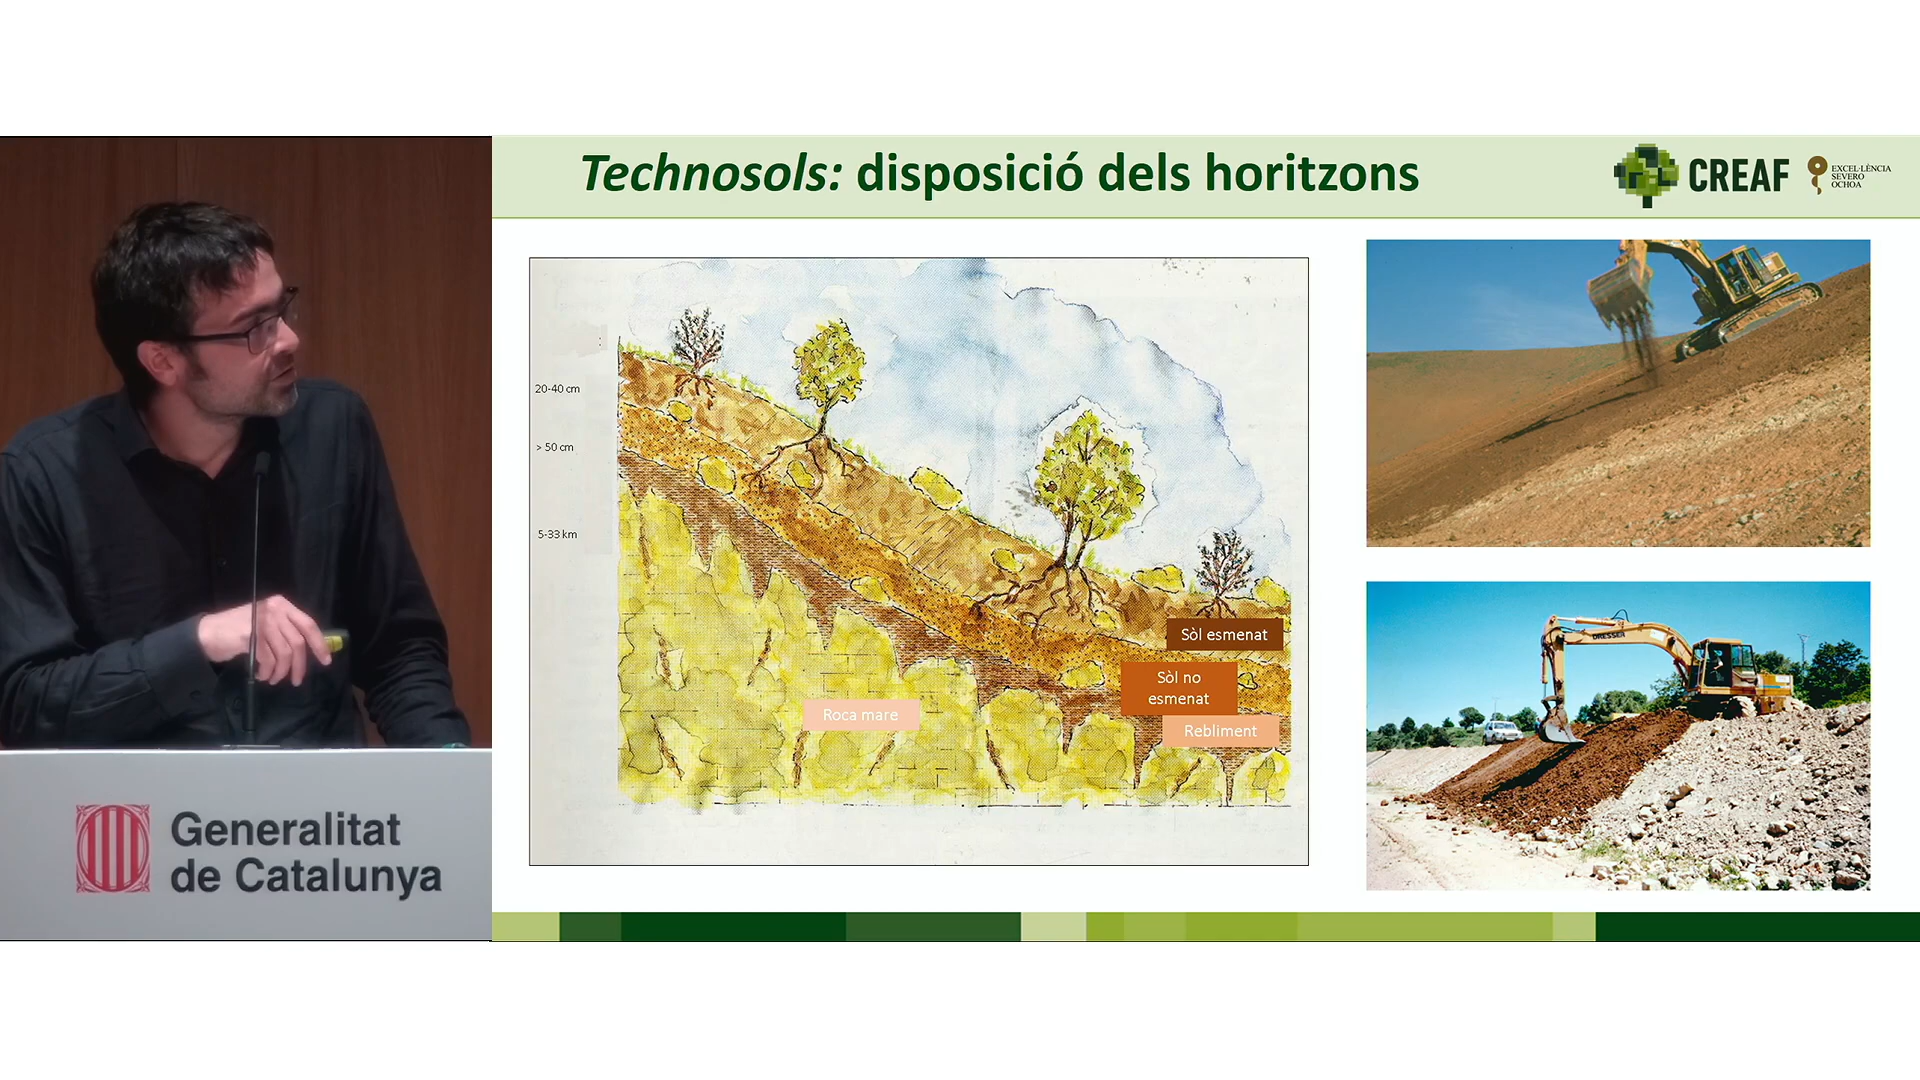 Technosols: disposició dels horitzons
CREAF
EXCEL·LÈNCIA
SEVERO
OCHOA
20-40 cm
> 50 cm
5-33 km
Sòl esmenat
Sòl no
esmenat
Rebliment
Roca mare
DRESSER
Generalitat
de Catalunya